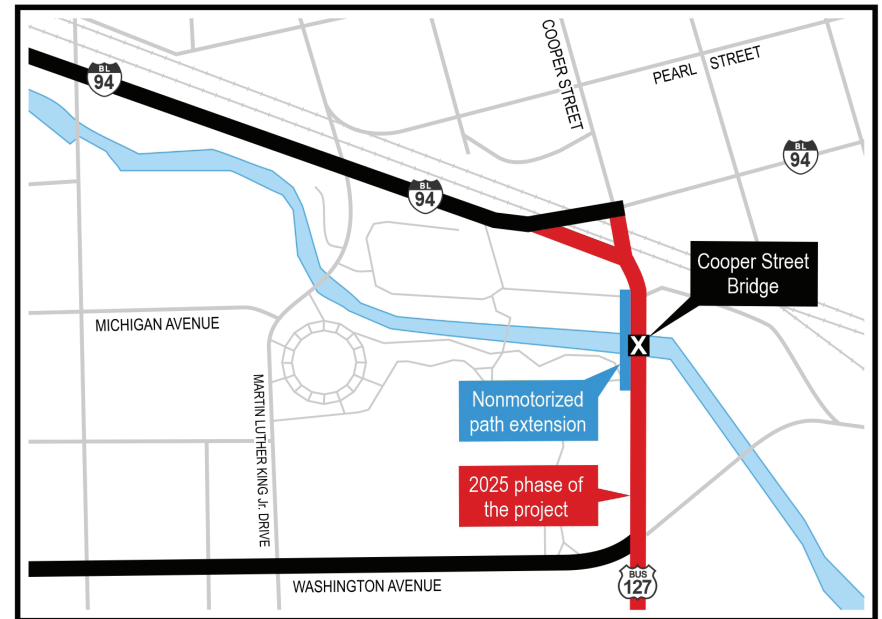 COOPER STREET
PEARL STREET
BL
94
BL
94
BL
94
Cooper Street
Bridge
X
MICHIGAN AVENUE
MARTIN LUTHER KING Jr. DRIVE
Nonmotorized
path extension
2025 phase of
the project
WASHINGTON AVENUE
BUS
127